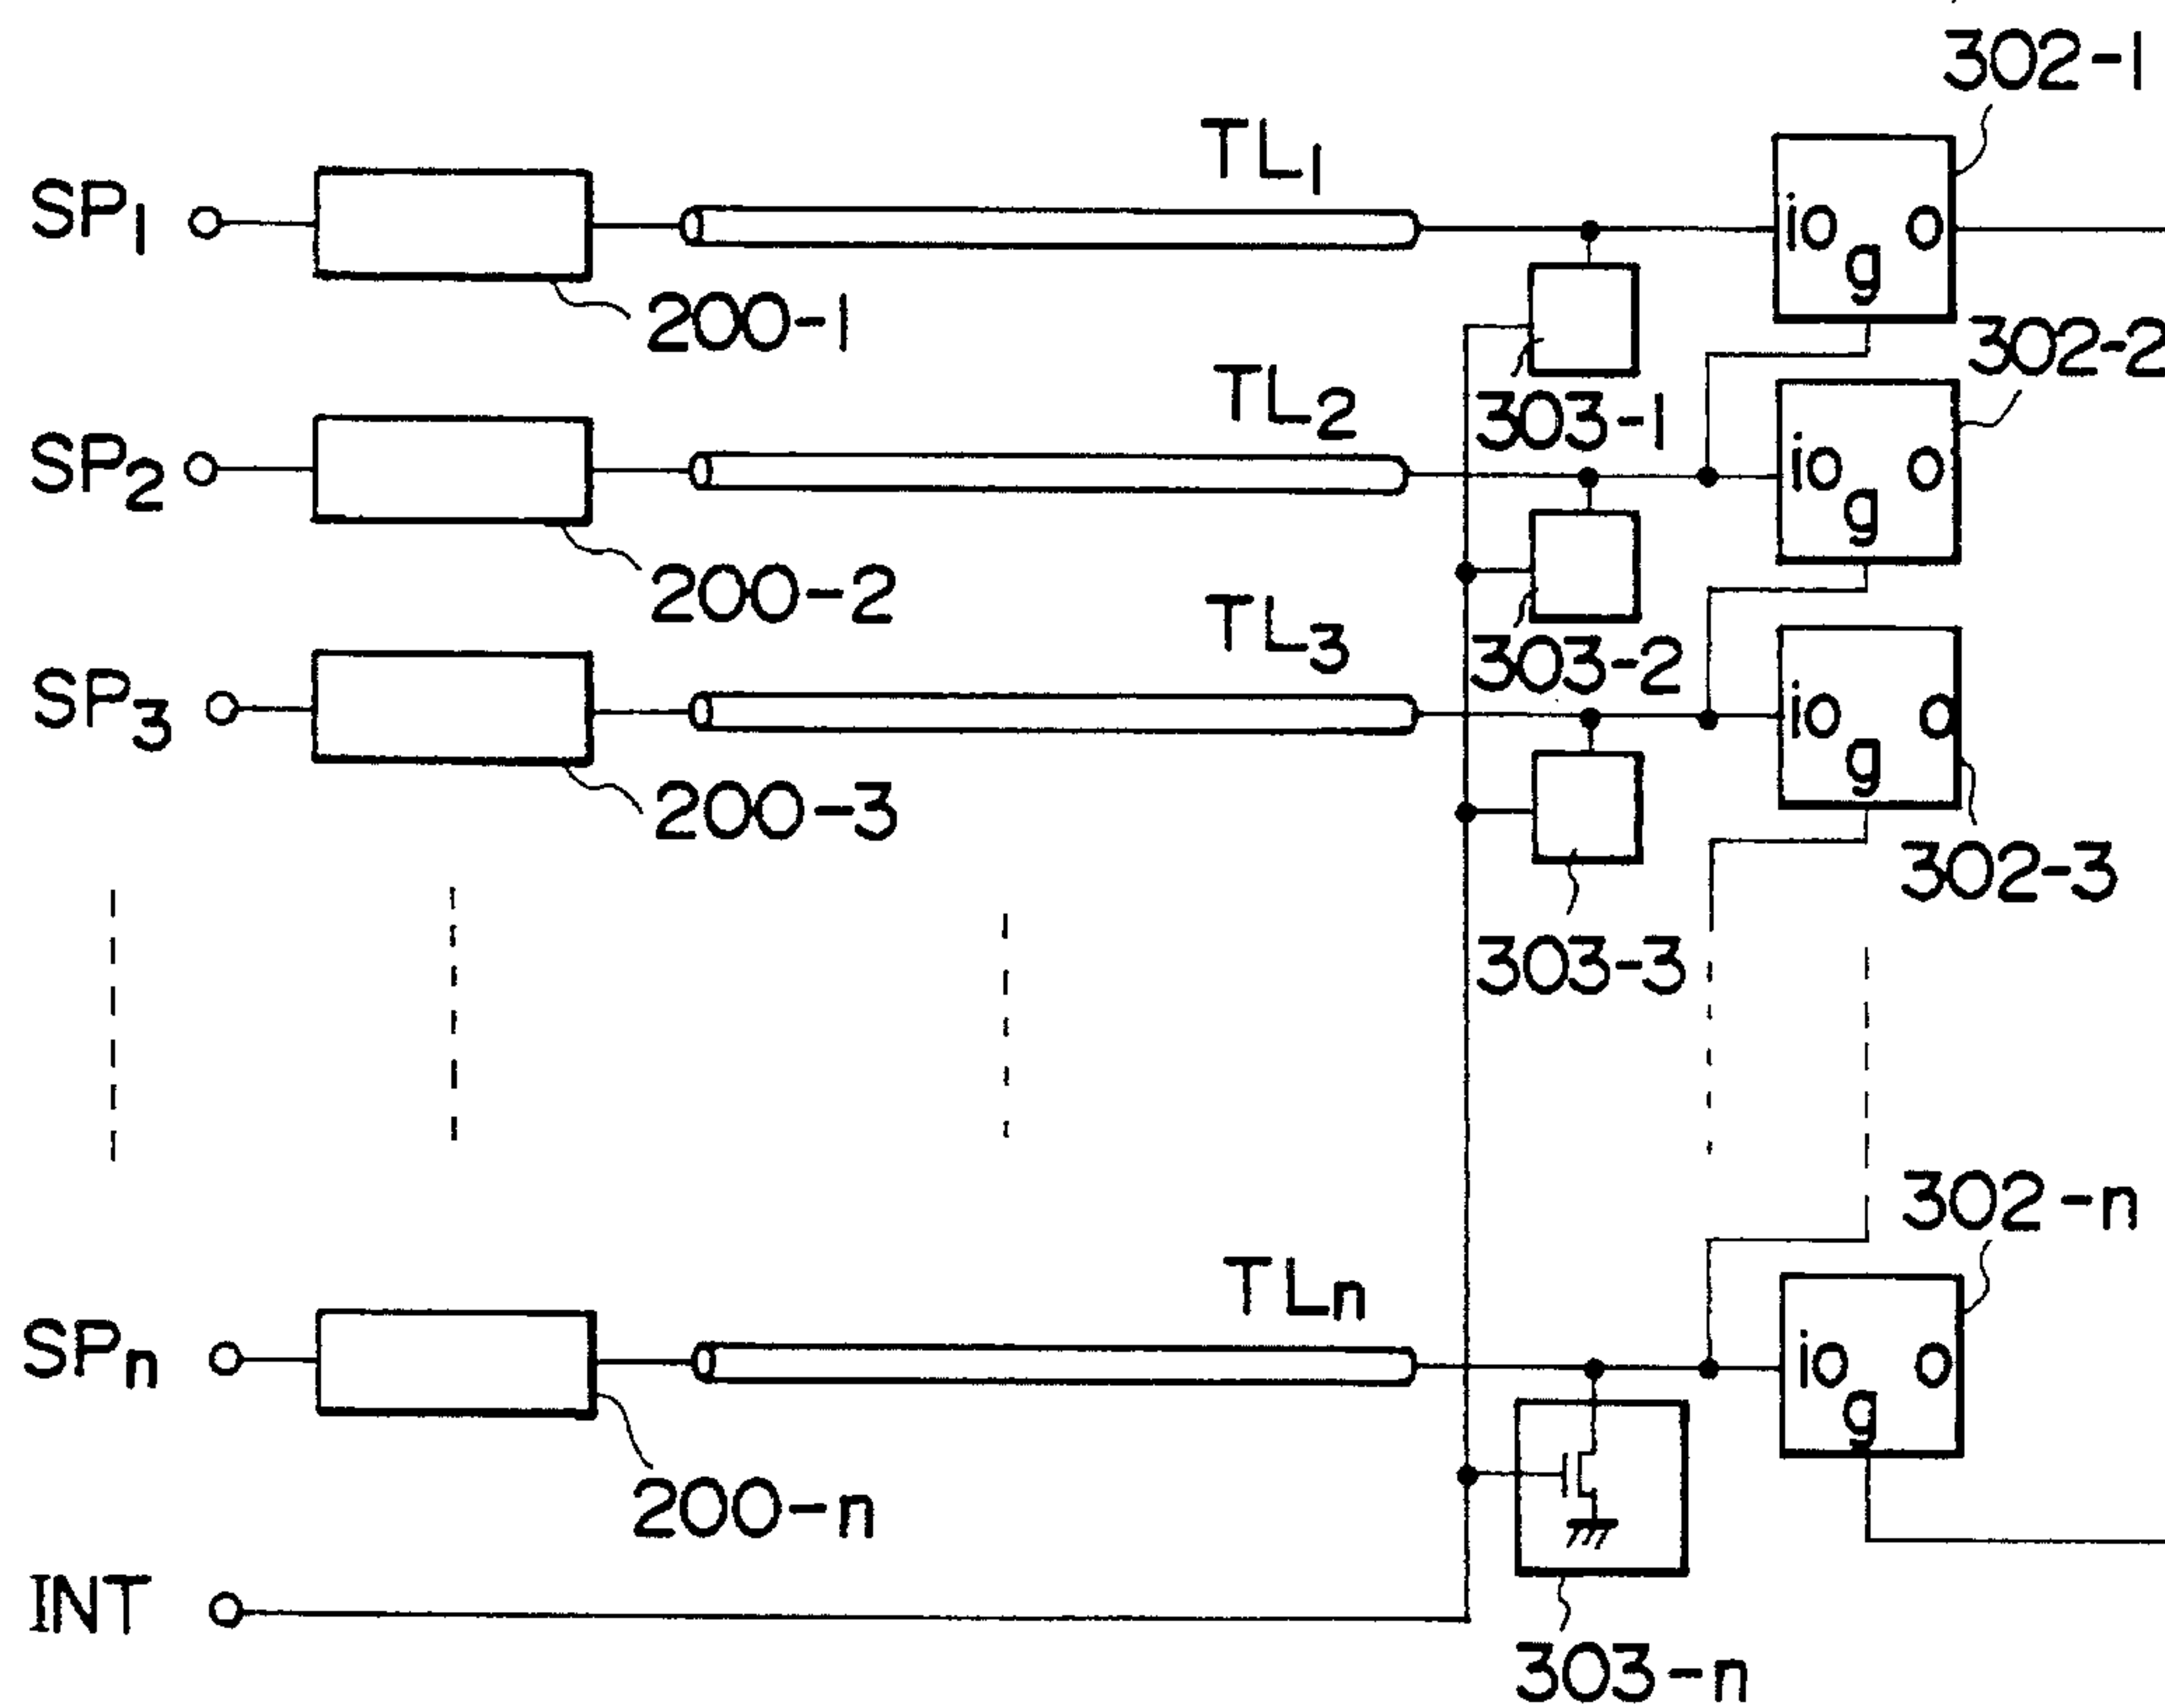 302-1
TL1
SP1
io
o
g
200-1
302-2
TL2
303-1
SP2
io
o
g
200-2
TL3
303-2
SP3
io
o
g
200-3
302-3
303-3
302-n
TLn
SPn
io
o
g
200-n
INT
303-n